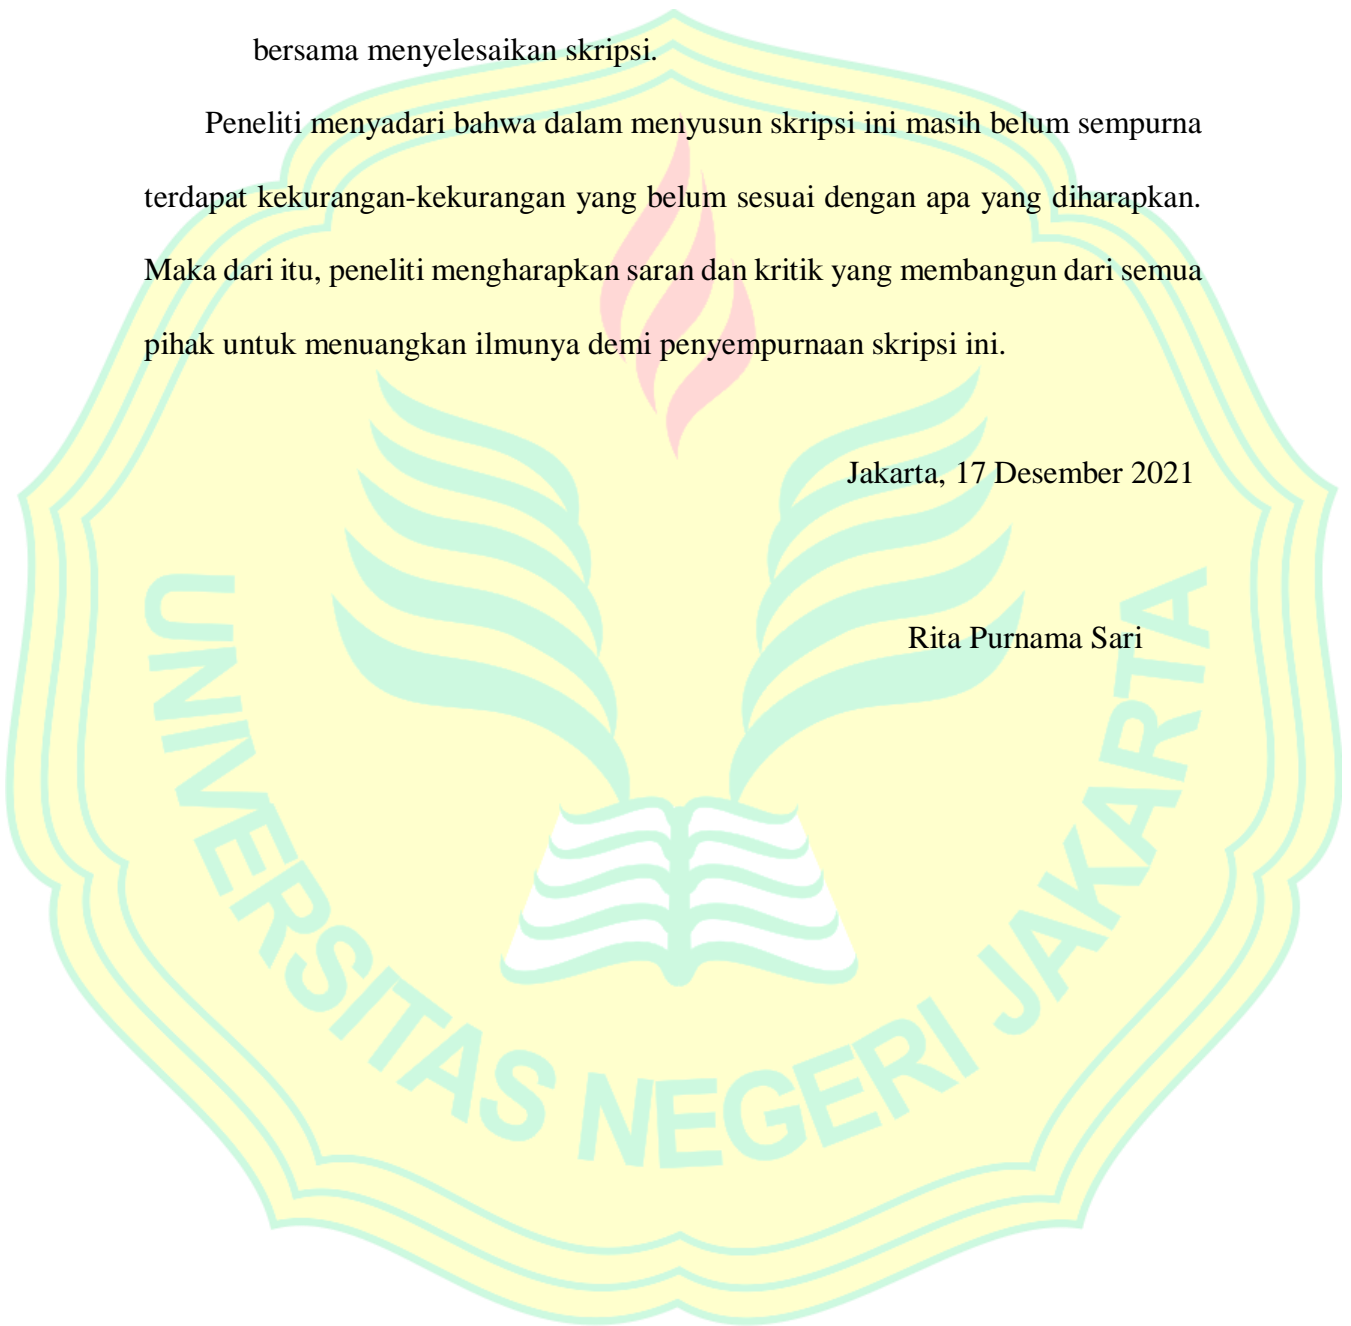 bersama menyelesaikan skripsi.
Peneliti menyadari bahwa dalam menyusun skripsi ini masih belum sempurna
terdapat kekurangan-kekurangan yang belum sesuai dengan apa yang diharapkan.
Maka dari itu, peneliti mengharapkan saran dan kritik yang membangun dari semua
pihak untuk menuangkan ilmunya demi penyempurnaan skripsi ini.
Jakarta, 17 Desember 2021
Rita Purnama Sari
UNIVERSITAS NEGERI JAKARTA